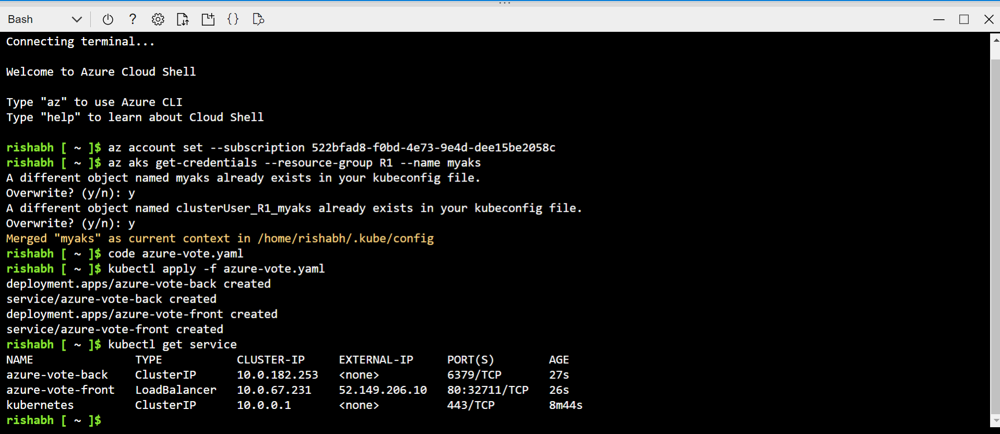 Bash
Connecting terminal...
Welcome to Azure Cloud Shell
Type "az" to use Azure CLI
Type "help" to learn about Cloud Shell
rishabh [ ~ ]$ az account set --subscription 522bfad8-f0bd-4e73-9e4d-dee15be2058c
rishabh [ ~ ]$ az aks get-credentials --resource-group R1 --name myaks
A different object named myaks already exists in your kubeconfig file.
Overwrite? (y/n): y
A different object named clusterUser_R1_myaks already exists in your kubeconfig file.
Overwrite? (y/n): y
Merged "myaks" as current context in /home/rishabh/.kube/config
rishabh [ ~ ]$ code azure-vote.yaml
rishabh [ ~ ]$ kubectl apply -f azure-vote.yaml
deployment.apps/azure-vote-back created
service/azure-vote-back created
deployment.apps/azure-vote-front created
service/azure-vote-front created
rishabh [ ~ ]$ kubectl get service
NAME TYPE CLUSTER-IP EXTERNAL-IP PORT(S) AGE
azure-vote-back ClusterIP 10.0.182.253 <none> 6379/TCP 27s
azure-vote-front LoadBalancer 10.0.67.231 52.149.206.10 80:32711/TCP 26s
kubernetes ClusterIP 10.0.0.1 <none> 443/TCP 8m44s
rishabh [ ~ ]$